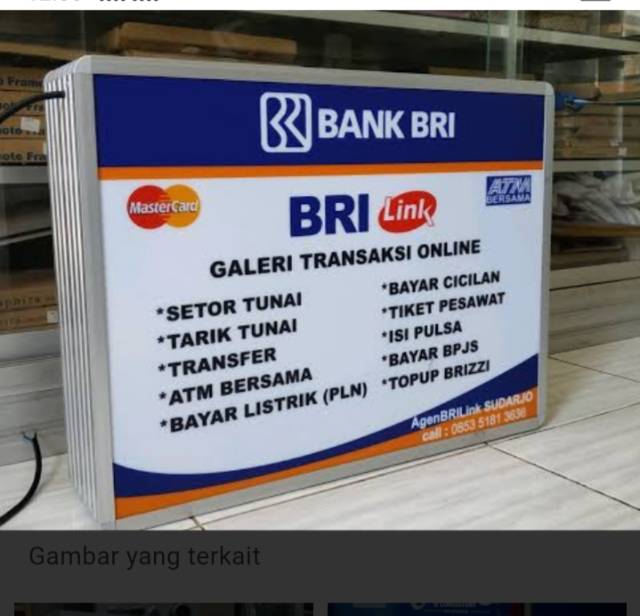 BANK BRI
MasterCard
BRI Link
ATM
BERSAMA
GALERI TRANSAKSI ONLINE
*SETOR TUNAI
*TARIK TUNAI
*TRANSFER
*ATM BERSAMA
*BAYAR LISTRIK (PLN)
*BAYAR CICILAN
*TIKET PESAWAT
*ISI PULSA
*BAYAR BPJS
*TOPUP BRIZZI
AgenBRILink SUDARJO
call : 0853 5181 3636
Gambar yang terkait